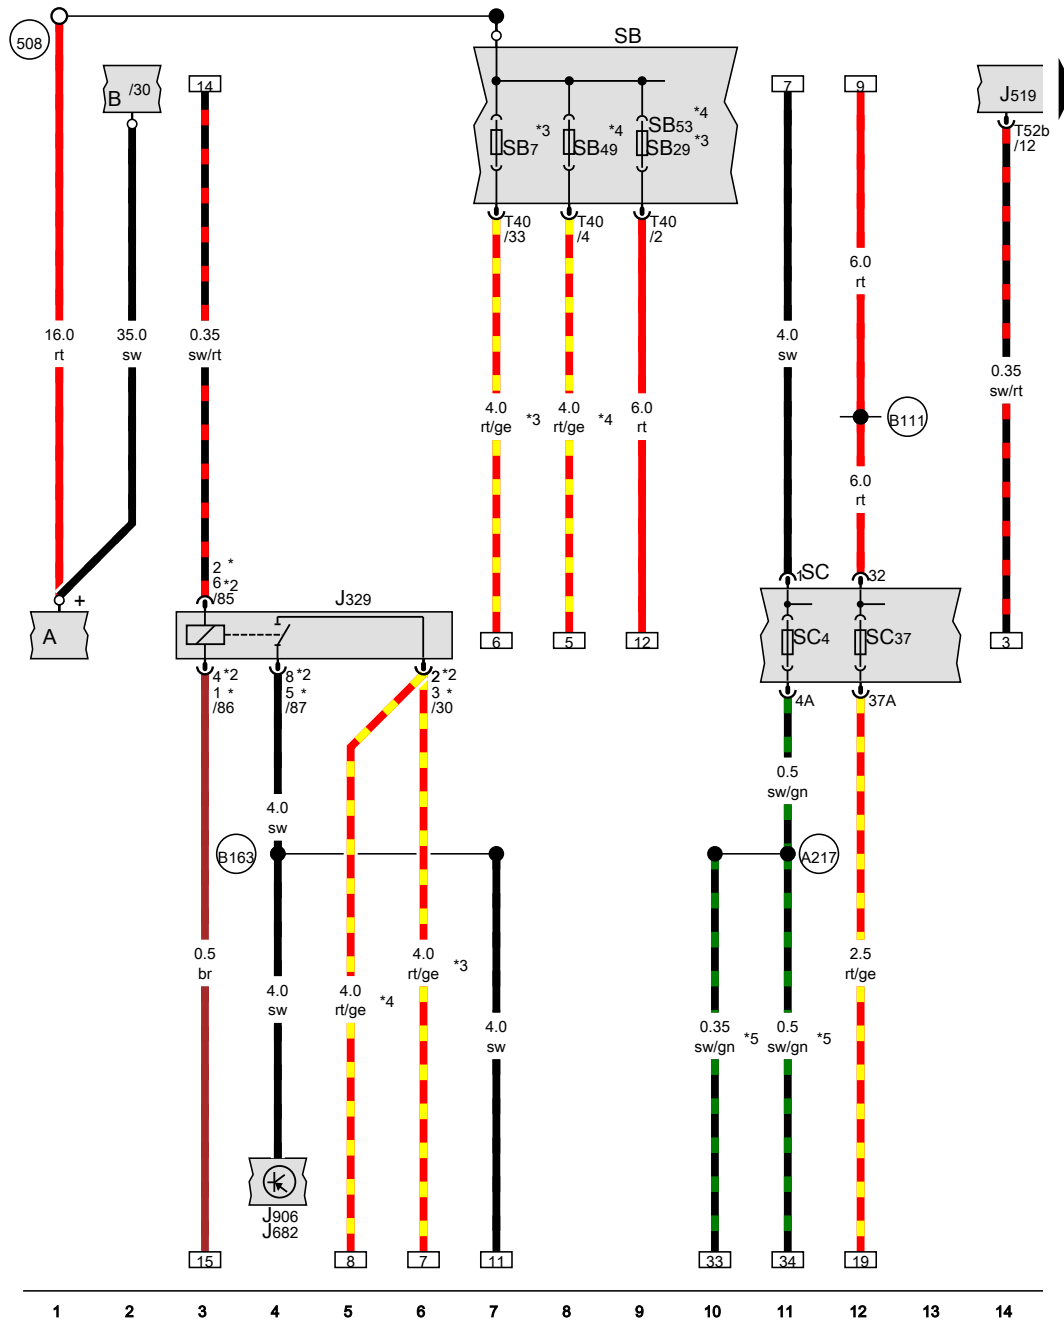 508
SB
B /30
14
7
9
J519
T52b
/12
SB7 *3
SB49 *4
SB53 *4
SB29 *3
T40
/33
T40
/4
T40
/2
6.0
rt
16.0
rt
35.0
sw
0.35
sw/rt
4.0
sw
0.35
sw/rt
4.0
rt/ge *3
4.0
rt/ge *4
6.0
rt
B111
6.0
rt
2 *
6 *2
/85
J329
1
SC
32
A
+
6
5
12
SC4
SC37
3
4 *2
1 *
/86
8 *2
5 *
/87
2 *2
3 *
/30
4A
37A
0.5
sw/gn
4.0
sw
B163
A217
0.5
br
4.0
rt/ge *3
2.5
rt/ge
4.0
sw
4.0
rt/ge *4
4.0
sw
0.35
sw/gn *5
0.5
sw/gn *5
J906
J682
15
8
7
11
33
34
19
1 2 3 4 5 6 7 8 9 10 11 12 13 14